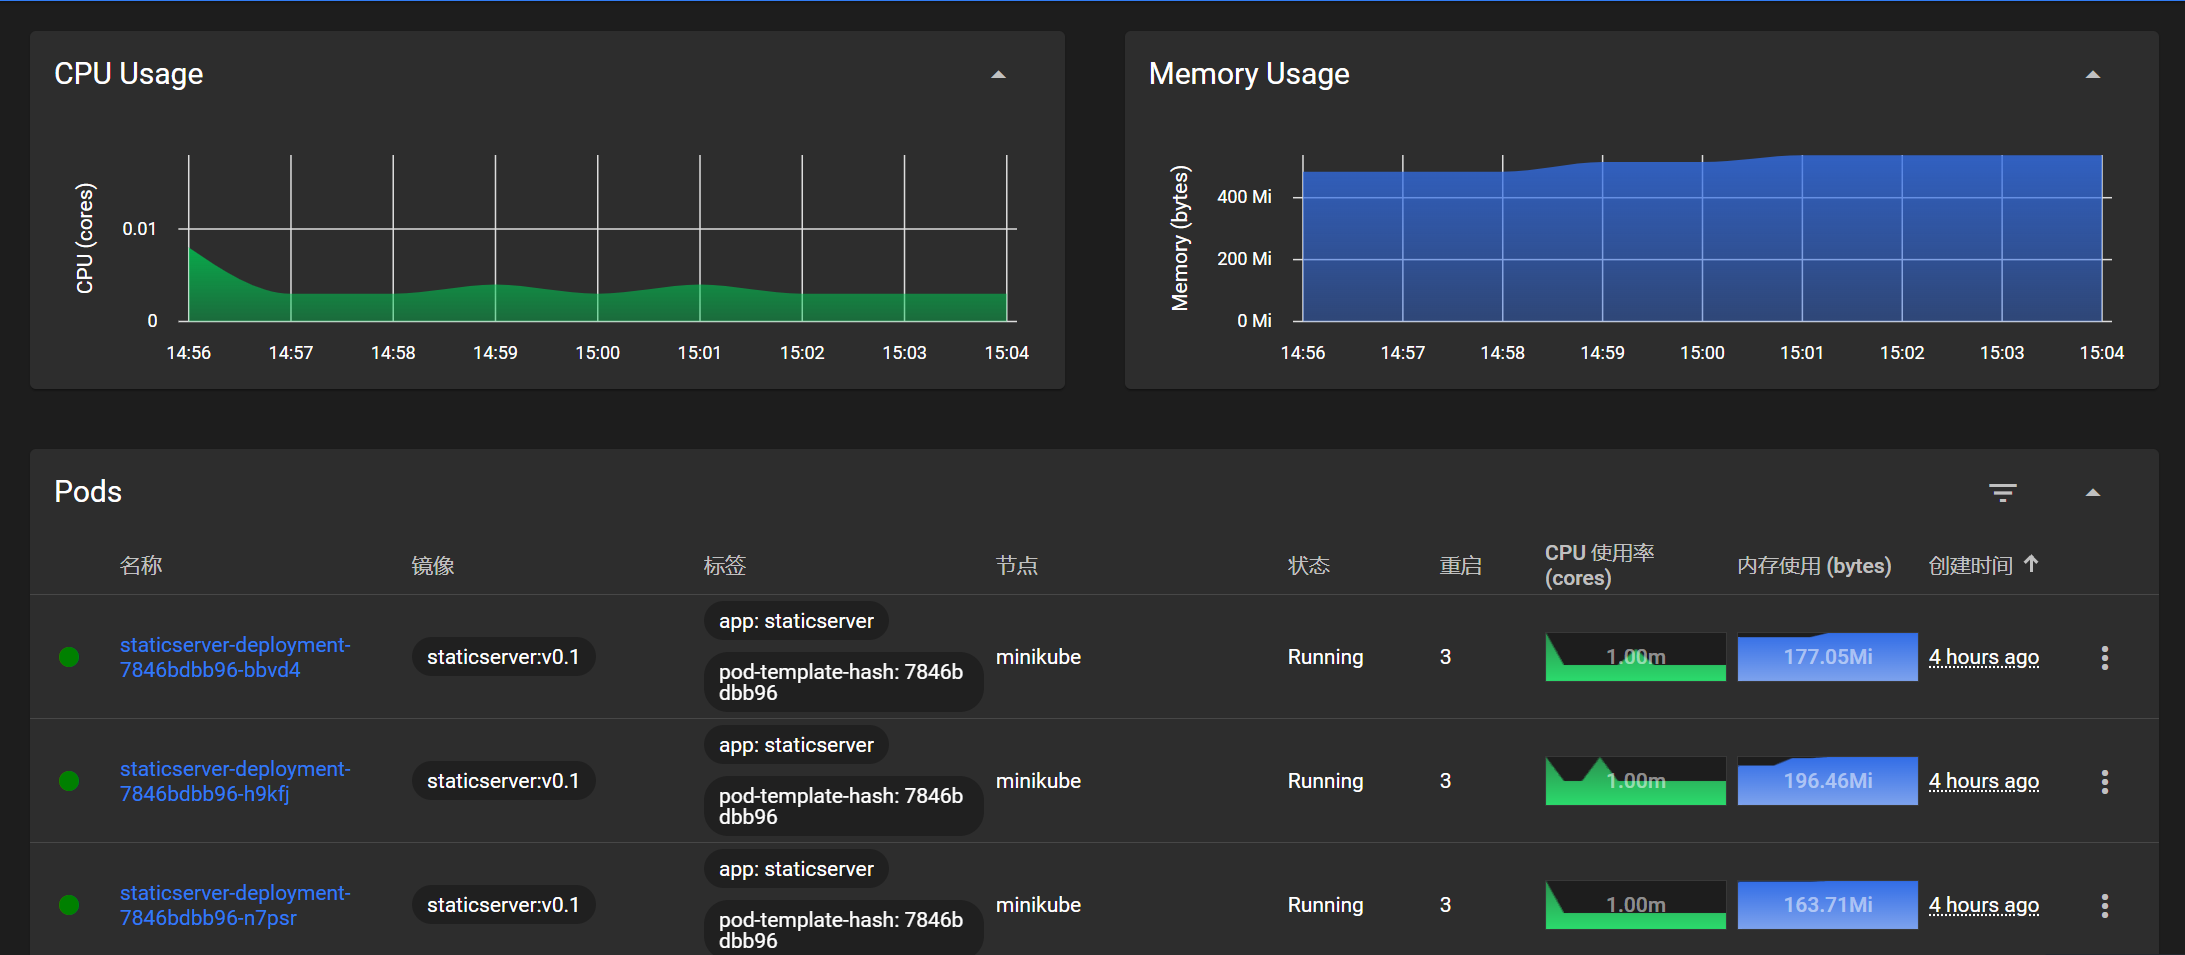 CPU Usage
CPU (cores)
0.01
0
14:56
14:57
14:58
14:59
15:00
15:01
15:02
15:03
15:04
Memory Usage
Memory (bytes)
400 Mi
200 Mi
0 Mi
14:56
14:57
14:58
14:59
15:00
15:01
15:02
15:03
15:04
Pods
名称
镜像
标签
节点
状态
重启
CPU 使用率
(cores)
内存使用 (bytes)
创建时间
staticserver-deployment-
7846bdbb96-bbvd4
staticserver:v0.1
app: staticserver
pod-template-hash: 7846b
dbb96
minikube
Running
3
1.00m
177.05Mi
4 hours ago
staticserver-deployment-
7846bdbb96-h9kfj
staticserver:v0.1
app: staticserver
pod-template-hash: 7846b
dbb96
minikube
Running
3
1.00m
196.46Mi
4 hours ago
staticserver-deployment-
7846bdbb96-n7psr
staticserver:v0.1
app: staticserver
pod-template-hash: 7846b
dbb96
minikube
Running
3
1.00m
163.71Mi
4 hours ago